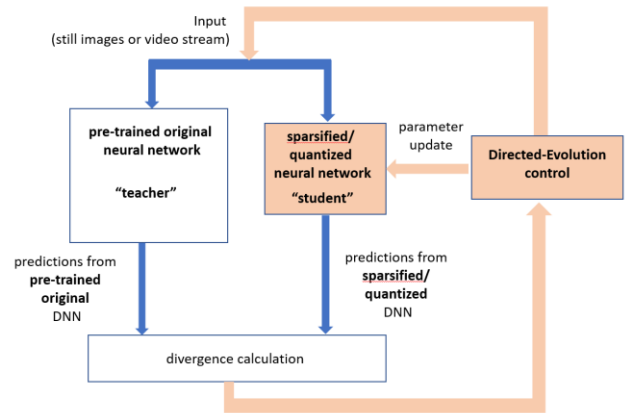 Input
(still images or video stream)
pre-trained original
neural network
“teacher”
sparsified/
quantized
neural network
“student”
parameter
update
Directed-Evolution
control
predictions from
pre-trained
original
DNN
predictions from
sparsified/
quantized
DNN
divergence calculation